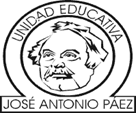 UNIDAD EDUCATIVA
JOSÉ ANTONIO PÁEZ